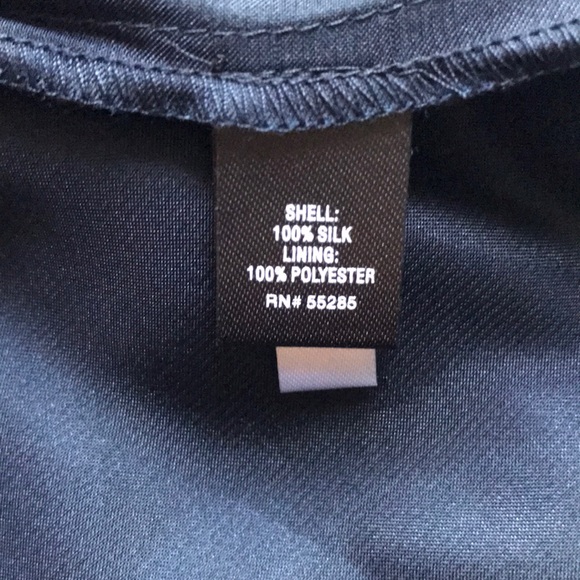 SHELL:
100% SILK
LINING:
100% POLYESTER
RN# 55285